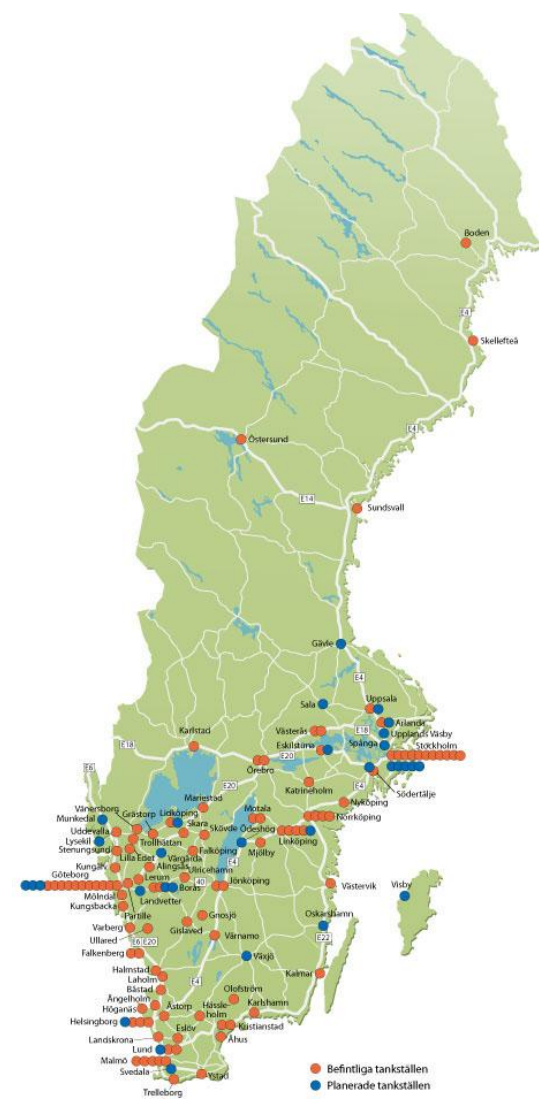 Boden
E4
Skellefteå
E4
Östersund
E14
Sundsvall
Gävle
E4
Sala
Uppsala
Arlanda
Karlstad
Västerås
E18
Upplands Väsby
E18
Eskilstuna
Spånga
Stockholm
E20
E6
Örebro
Katrineholm
E4
Södertälje
Mariestad
E20
Nyköping
Vänersborg
Grästorp
Lidköping
Motala
Munkedal
Skara
Norrköping
Uddevalla
Skövde
Ödeshög
Linköping
Lysekil
Trollhättan
Stenungsund
Lilla Edet
Vårgårda
Falköping
E4
Mjölby
Kungälv
Alingsås
Ulricehamn
Göteborg
Lerum
40
Jönköping
Västervik
Visby
Mölndal
Borås
Kungsbacka
Landvetter
Partille
Gnosjö
Oskarshamn
Varberg
Gislaved
Ullared
Värnamo
E22
E6
E20
Falkenberg
Växjö
Halmstad
E4
Kalmar
Laholm
Båstad
Olofström
Ängelholm
Hässle-
holm
Karlshamn
Höganäs
Åstorp
Helsingborg
Kristianstad
Landskrona
Eslöv
Åhus
Lund
Malmö
Svedala
Ystad
Trelleborg
Befintliga tankställen
Planerade tankställen